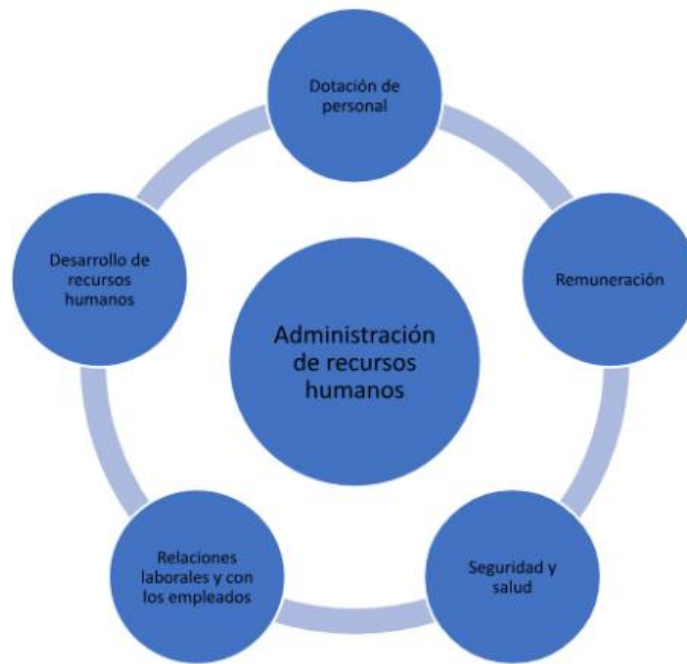 Dotación de
personal
Remuneración
Seguridad y
salud
Relaciones
laborales y con
los empleados
Desarrollo de
recursos
humanos
Administración
de recursos
humanos